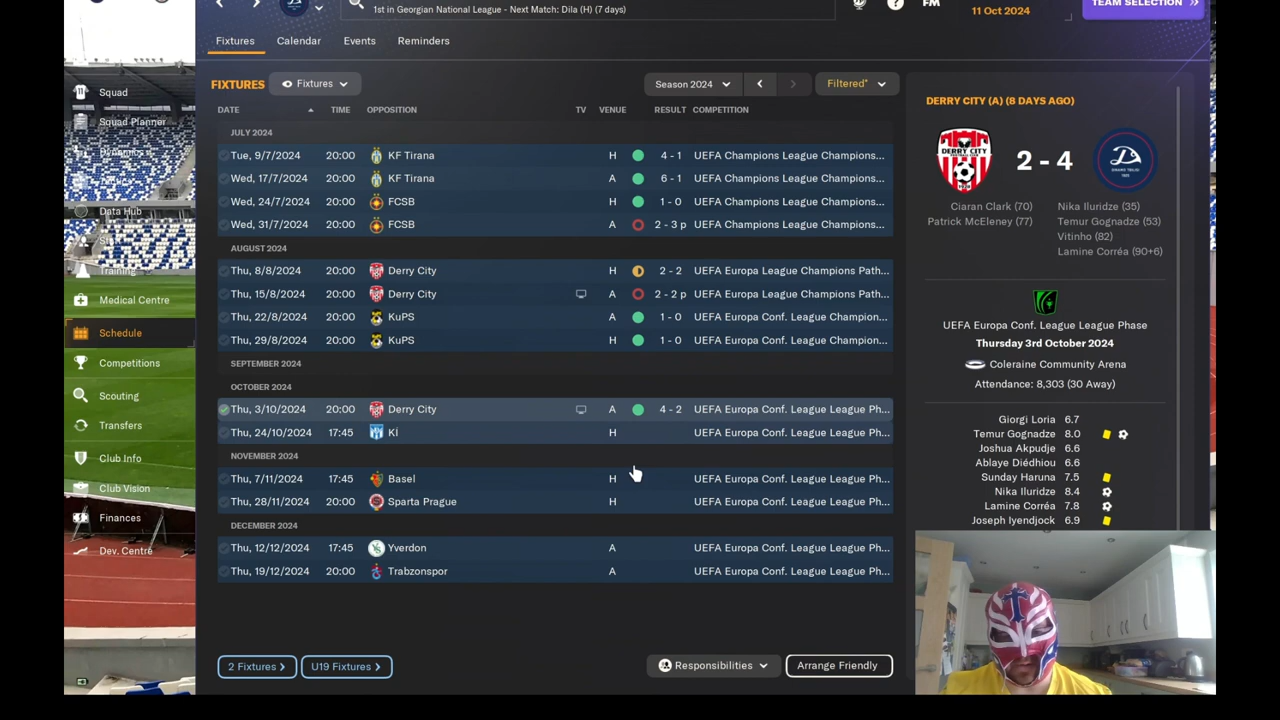 1st in Georgian National League - Next Match: Dila (H) (7 days)
FM
11 Oct 2024
TEAM SELECTION
Fixtures Calendar Events Reminders
Squad
Squad Planner
Dynamics
Data Hub
Training
Medical Centre
Schedule
Competitions
Scouting
Transfers
Club Info
Club Vision
Finances
Dev. Centre
FIXTURES Fixtures Season 2024 Filtered*
DATE TIME OPPOSITION TV VENUE RESULT COMPETITION
JULY 2024
Tue, 9/7/2024 20:00 KF Tirana H 4 - 1 UEFA Champions League Champions...
Wed, 17/7/2024 20:00 KF Tirana A 6 - 1 UEFA Champions League Champions...
Wed, 24/7/2024 20:00 FCSB H 1 - 0 UEFA Champions League Champions...
Wed, 31/7/2024 20:00 FCSB A 2 - 3 p UEFA Champions League Champions...
AUGUST 2024
Thu, 8/8/2024 20:00 Derry City H 2 - 2 UEFA Europa League Champions Path...
Thu, 15/8/2024 20:00 Derry City A 2 - 2 p UEFA Europa League Champions Path...
Thu, 22/8/2024 20:00 KuPS A 1 - 0 UEFA Europa Conf. League Champion...
Thu, 29/8/2024 20:00 KuPS H 1 - 0 UEFA Europa Conf. League Champion...
SEPTEMBER 2024
OCTOBER 2024
Thu, 3/10/2024 20:00 Derry City A 4 - 2 UEFA Europa Conf. League League Ph...
Thu, 24/10/2024 17:45 KÍ H UEFA Europa Conf. League League Ph...
NOVEMBER 2024
Thu, 7/11/2024 17:45 Basel H UEFA Europa Conf. League League Ph...
Thu, 28/11/2024 20:00 Sparta Prague H UEFA Europa Conf. League League Ph...
DECEMBER 2024
Thu, 12/12/2024 17:45 Yverdon A UEFA Europa Conf. League League Ph...
Thu, 19/12/2024 20:00 Trabzonspor A UEFA Europa Conf. League League Ph...
2 Fixtures U19 Fixtures Responsibilities Arrange Friendly
DERRY CITY (A) (8 DAYS AGO)
2 - 4
Ciaran Clark (70) Nika Iluridze (35)
Patrick McEleney (77) Temur Gognadze (53)
Vitinho (82)
Lamine Corréa (90+6)
UEFA Europa Conf. League League Phase
Thursday 3rd October 2024
Coleraine Community Arena
Attendance: 8,303 (30 Away)
Giorgi Loria 6.7
Temur Gognadze 8.0
Joshua Akpudje 6.6
Ablaye Diédhiou 6.6
Sunday Haruna 7.5
Nika Iluridze 8.4
Lamine Corréa 7.8
Joseph Iyendjock 6.9